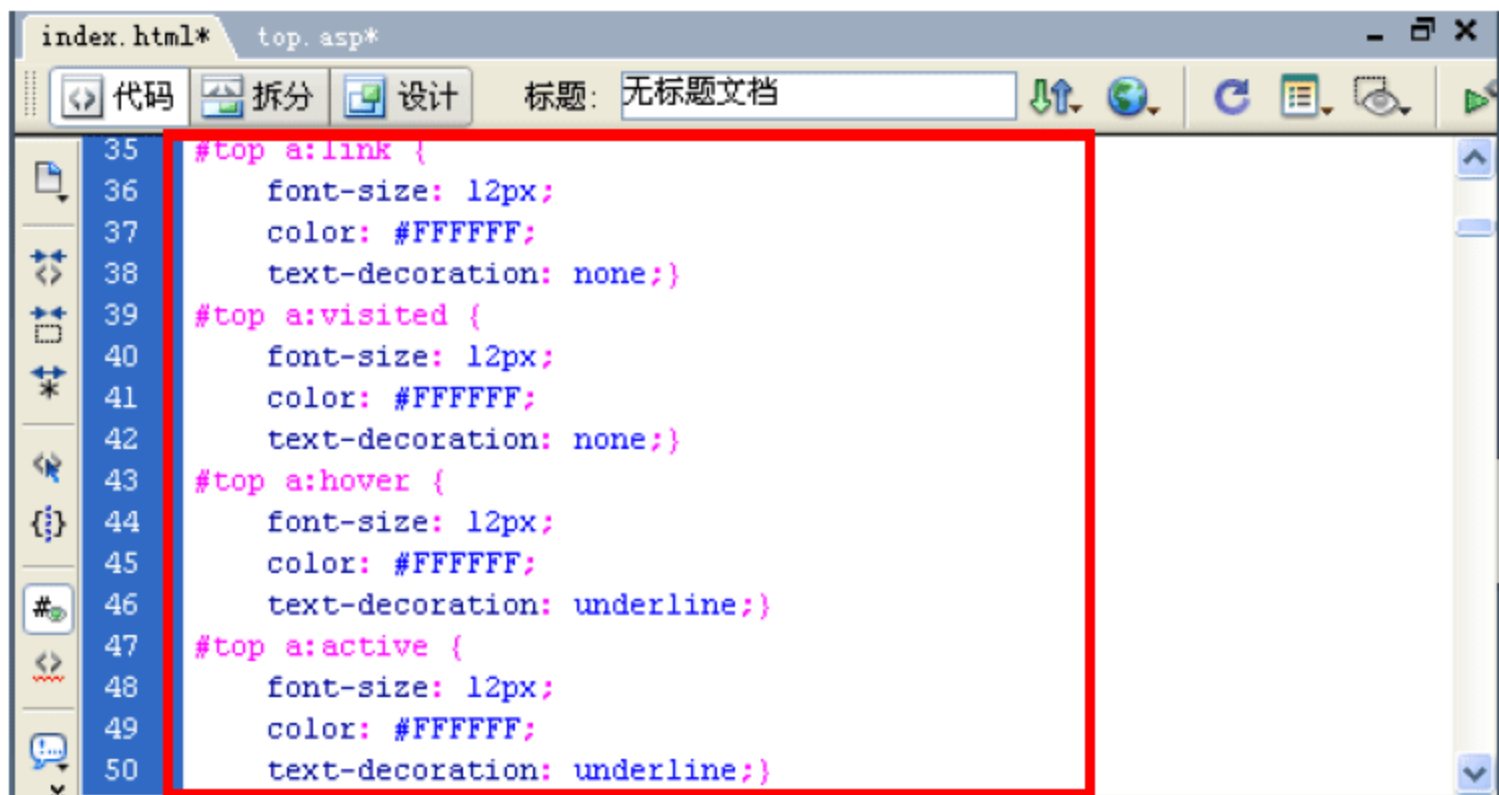 index.html* top.asp*
代码 拆分 设计 标题: 无标题文档
35 #top a:link {
36 font-size: 12px;
37 color: #FFFFFF;
38 text-decoration: none;}
39 #top a:visited {
40 font-size: 12px;
41 color: #FFFFFF;
42 text-decoration: none;}
43 #top a:hover {
44 font-size: 12px;
45 color: #FFFFFF;
46 text-decoration: underline;}
47 #top a:active {
48 font-size: 12px;
49 color: #FFFFFF;
50 text-decoration: underline;}